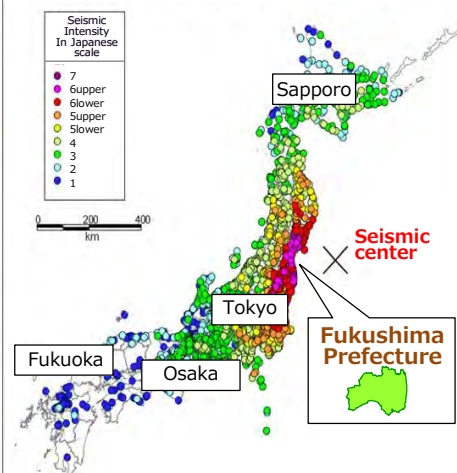 Seismic
Intensity
In Japanese
scale
7
6upper
6lower
5upper
5lower
4
3
2
1
0 200 400
km
Sapporo
Seismic
center
Tokyo
Fukushima
Prefecture
Fukuoka
Osaka